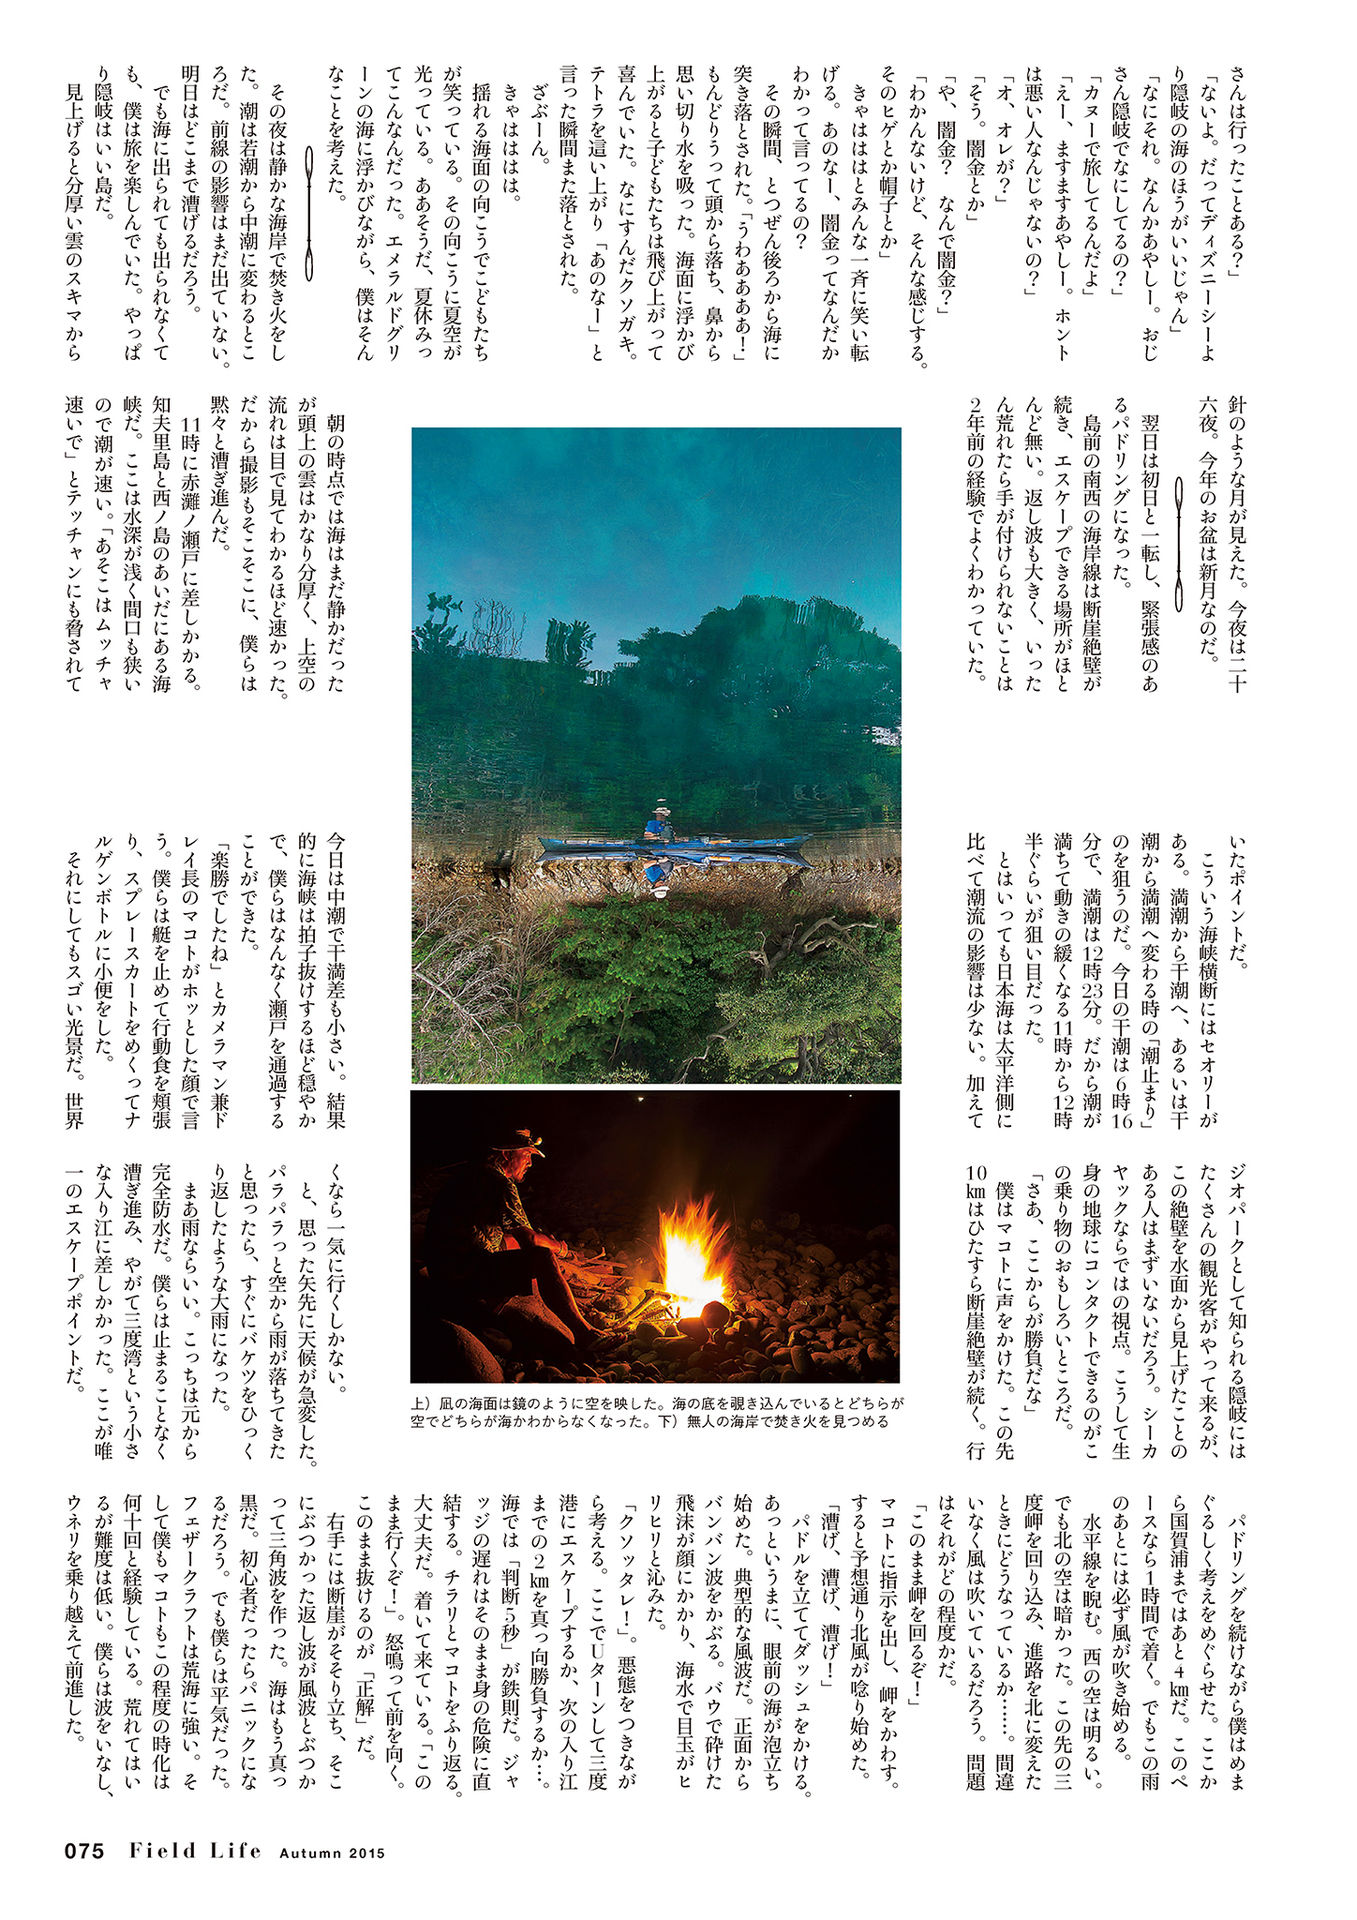 さんは行ったことある？」
「ないよ。だってディズニーシーよ
り隠岐の海のほうがいいじゃん」
「なにそれ。なんかあやしー。おじ
さん隠岐でなにしてるの？」
「カヌーで旅してるんだよ」
「えー、ますますあやしー。ホント
は悪い人なんじゃないの？」
「オ、オレが？」
「そう。闇金とか」
「や、闇金？　なんで闇金？」
「わかんないけど、そんな感じする。
そのヒゲとか帽子とか」
きゃはははとみんな一斉に笑い転
げる。あのなー、闇金ってなんだか
わかって言ってるの？
その瞬間、とつぜん後ろから海に
突き落とされた。「うわああああ！」
もんどりうって頭から落ち、鼻から
思い切り水を吸った。海面に浮かび
上がると子どもたちは飛び上がって
喜んでいた。なにすんだクソガキ。
テトラを這い上がり「あのなー」と
言った瞬間また落とされた。
ざぶーん。
きゃはははは。
揺れる海面の向こうでこどもたち
が笑っている。その向こうに夏空が
光っている。ああそうだ、夏休みっ
てこんなんだった。エメラルドグリ
ーンの海に浮かびながら、僕はそん
なことを考えた。
その夜は静かな海岸で焚き火をし
た。潮は若潮から中潮に変わるとこ
ろだ。前線の影響はまだ出ていない。
明日はどこまで漕げるだろう。
でも海に出られても出られなくて
も、僕は旅を楽しんでいた。やっぱ
り隠岐はいい島だ。
見上げると分厚い雲のスキマから
針のような月が見えた。今夜は二十
六夜。今年のお盆は新月なのだ。
翌日は初日と一転し、緊張感のあ
るパドリングになった。
島前の南西の海岸線は断崖絶壁が
続き、エスケープできる場所がほと
んど無い。返し波も大きく、いった
ん荒れたら手が付けられないことは
2年前の経験でよくわかっていた。
朝の時点では海はまだ静かだった
が頭上の雲はかなり分厚く、上空の
流れは目で見てわかるほど速かった。
だから撮影もそこそこに、僕らは
黙々と漕ぎ進んだ。
11時に赤灘ノ瀬戸に差しかかる。
知夫里島と西ノ島のあいだにある海
峡だ。ここは水深が浅く間口も狭い
ので潮が速い。「あそこはムッチャ
速いで」とテッチャンにも脅されて
いたポイントだ。
こういう海峡横断にはセオリーが
ある。満潮から干潮へ、あるいは干
潮から満潮へ変わる時の「潮止まり」
のを狙うのだ。今日の干潮は6時16
分で、満潮は12時23分。だから潮が
満ちて動きの緩くなる11時から12時
半ぐらいが狙い目だった。
とはいっても日本海は太平洋側に
比べて潮流の影響は少ない。加えて
今日は中潮で干満差も小さい。結果
的に海峡は拍子抜けするほど穏やか
で、僕らはなんなく瀬戸を通過する
ことができた。
「楽勝でしたね」とカメラマン兼ド
レイ長のマコトがホッとした顔で言
う。僕らは艇を止めて行動食を頬張
り、スプレースカートをめくってナ
ルゲンボトルに小便をした。
それにしてもスゴい光景だ。世界
ジオパークとして知られる隠岐には
たくさんの観光客がやって来るが、
この絶壁を水面から見上げたことの
ある人はまずいないだろう。シーカ
ヤックならではの視点。こうして生
身の地球にコンタクトできるのがこ
の乗り物のおもしろいところだ。
「さあ、ここからが勝負だな」
僕はマコトに声をかけた。この先
10㎞はひたすら断崖絶壁が続く。行
くなら一気に行くしかない。
と、思った矢先に天候が急変した。
パラパラっと空から雨が落ちてきた
と思ったら、すぐにバケツをひっく
り返したような大雨になった。
まあ雨ならいい。こっちは元から
完全防水だ。僕らは止まることなく
漕ぎ進み、やがて三度湾という小さ
な入り江に差しかかった。ここが唯
一のエスケープポイントだ。
上）凪の海面は鏡のように空を映した。海の底を覗き込んでいるとどちらが
空でどちらが海かわからなくなった。下）無人の海岸で焚き火を見つめる
パドリングを続けながら僕はめま
ぐるしく考えをめぐらせた。ここか
ら国賀浦まではあと4㎞だ。このペ
ースなら1時間で着く。でもこの雨
のあとには必ず風が吹き始める。
水平線を睨む。西の空は明るい。
でも北の空は暗かった。この先の三
度岬を回り込み、進路を北に変えた
ときにどうなっているか……。間違
いなく風は吹いているだろう。問題
はそれがどの程度かだ。
「このまま岬を回るぞ！」
マコトに指示を出し、岬をかわす。
すると予想通り北風が唸り始めた。
「漕げ、漕げ、漕げ！」
パドルを立ててダッシュをかける。
あっというまに、眼前の海が泡立ち
始めた。典型的な風波だ。正面から
バンバン波をかぶる。バウで砕けた
飛沫が顔にかかり、海水で目玉がヒ
リヒリと沁みた。
「クソッタレ！」。悪態をつきなが
ら考える。ここでUターンして三度
港にエスケープするか、次の入り江
までの2㎞を真っ向勝負するか…。
海では「判断5秒」が鉄則だ。ジャ
ッジの遅れはそのまま身の危険に直
結する。チラリとマコトをふり返る。
大丈夫だ。着いて来ている。「この
まま行くぞ！」。怒鳴って前を向く。
このまま抜けるのが「正解」だ。
右手には断崖がそそり立ち、そこ
にぶつかった返し波が風波とぶつか
って三角波を作った。海はもう真っ
黒だ。初心者だったらパニックにな
るだろう。でも僕らは平気だった。
フェザークラフトは荒海に強い。そ
して僕もマコトもこの程度の時化は
何十回と経験している。荒れてはい
るが難度は低い。僕らは波をいなし、
ウネリを乗り越えて前進した。
075 Field Life Autumn 2015